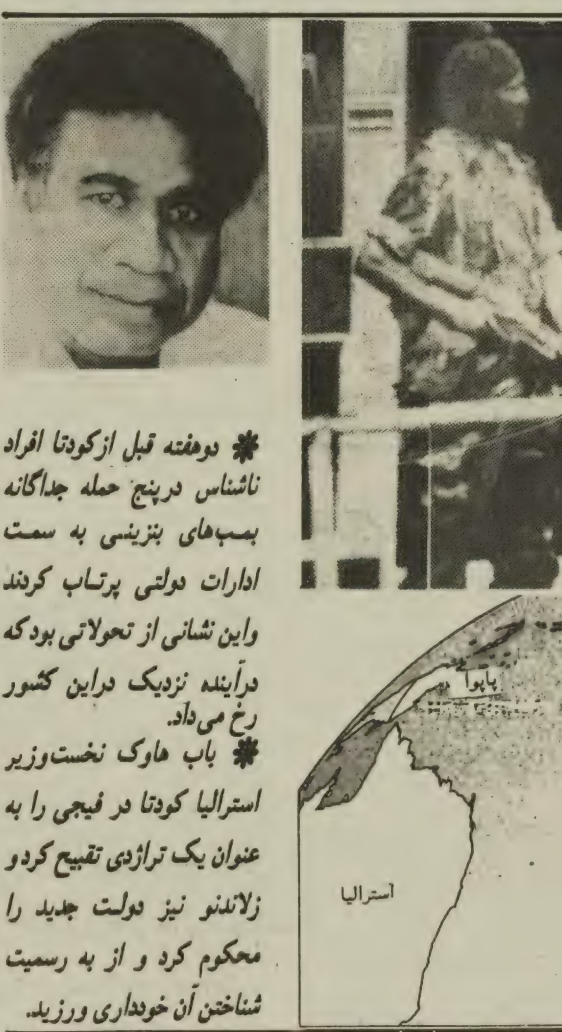 ✽ دوهفته قبل ازکودتا افراد
ناشناس درپنج حمله جداگانه
بمب‌های بنزینی به سمت
ادارات دولتی پرتاب کردند
واین نشانی از تحولاتی بود که
درآینده نزدیک دراین کشور
رخ می‌داد.
✽ باب هاوک نخست‌وزیر
استرالیا کودتا در فیجی را به
عنوان یک تراژدی تقبیح کرد و
زلاندنو نیز دولت جدید را
محکوم کرد و از به رسمیت
شناختن آن خودداری ورزید.
پاپوا
آسترالیا